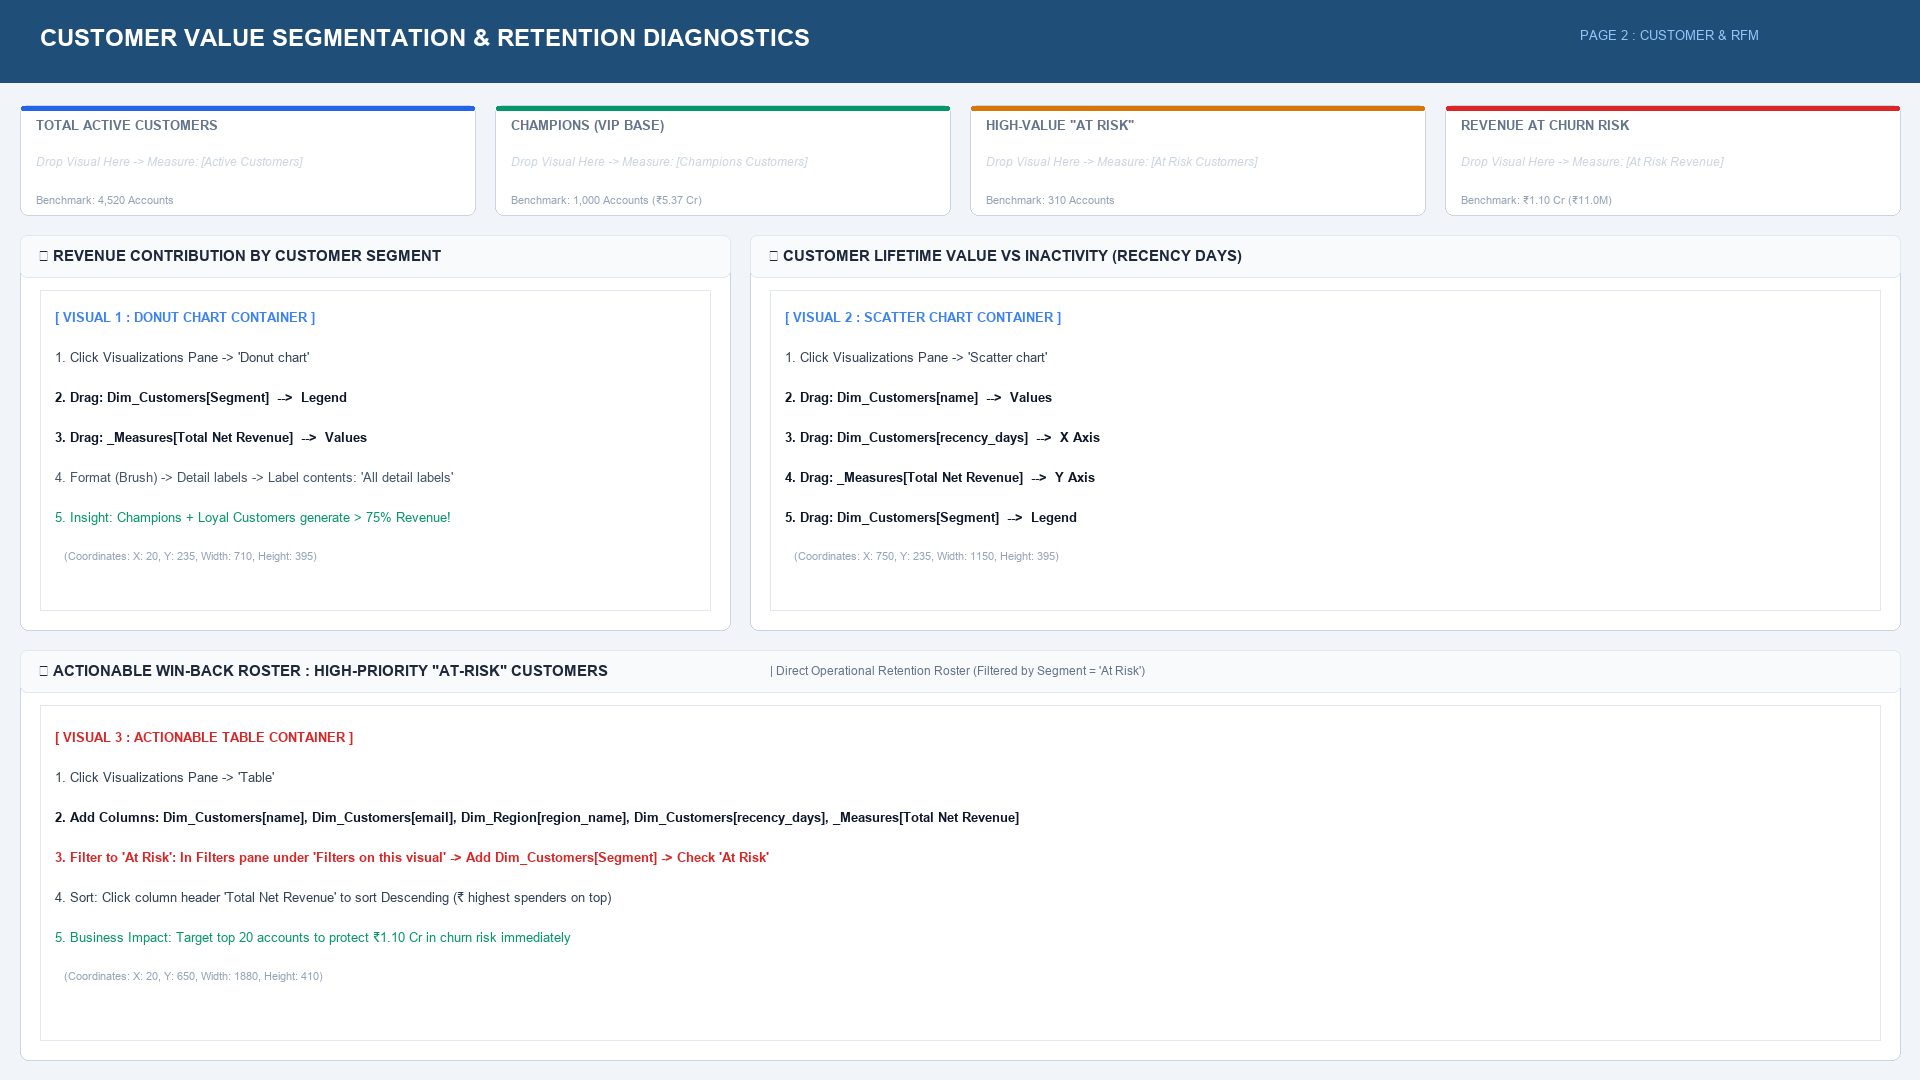 CUSTOMER VALUE SEGMENTATION & RETENTION DIAGNOSTICS
PAGE 2 : CUSTOMER & RFM
TOTAL ACTIVE CUSTOMERS
Drop Visual Here -> Measure: [Active Customers]
Benchmark: 4,520 Accounts
CHAMPIONS (VIP BASE)
Drop Visual Here -> Measure: [Champions Customers]
Benchmark: 1,000 Accounts (₹5.37 Cr)
HIGH-VALUE "AT RISK"
Drop Visual Here -> Measure: [At Risk Customers]
Benchmark: 310 Accounts
REVENUE AT CHURN RISK
Drop Visual Here -> Measure: [At Risk Revenue]
Benchmark: ₹1.10 Cr (₹11.0M)
REVENUE CONTRIBUTION BY CUSTOMER SEGMENT
[ VISUAL 1 : DONUT CHART CONTAINER ]
1. Click Visualizations Pane -> 'Donut chart'
2. Drag: Dim_Customers[Segment] --> Legend
3. Drag: _Measures[Total Net Revenue] --> Values
4. Format (Brush) -> Detail labels -> Label contents: 'All detail labels'
5. Insight: Champions + Loyal Customers generate > 75% Revenue!
(Coordinates: X: 20, Y: 235, Width: 710, Height: 395)
CUSTOMER LIFETIME VALUE VS INACTIVITY (RECENCY DAYS)
[ VISUAL 2 : SCATTER CHART CONTAINER ]
1. Click Visualizations Pane -> 'Scatter chart'
2. Drag: Dim_Customers[name] --> Values
3. Drag: Dim_Customers[recency_days] --> X Axis
4. Drag: _Measures[Total Net Revenue] --> Y Axis
5. Drag: Dim_Customers[Segment] --> Legend
(Coordinates: X: 750, Y: 235, Width: 1150, Height: 395)
ACTIONABLE WIN-BACK ROSTER : HIGH-PRIORITY "AT-RISK" CUSTOMERS
| Direct Operational Retention Roster (Filtered by Segment = 'At Risk')
[ VISUAL 3 : ACTIONABLE TABLE CONTAINER ]
1. Click Visualizations Pane -> 'Table'
2. Add Columns: Dim_Customers[name], Dim_Customers[email], Dim_Region[region_name], Dim_Customers[recency_days], _Measures[Total Net Revenue]
3. Filter to 'At Risk': In Filters pane under 'Filters on this visual' -> Add Dim_Customers[Segment] -> Check 'At Risk'
4. Sort: Click column header 'Total Net Revenue' to sort Descending (₹ highest spenders on top)
5. Business Impact: Target top 20 accounts to protect ₹1.10 Cr in churn risk immediately
(Coordinates: X: 20, Y: 650, Width: 1880, Height: 410)